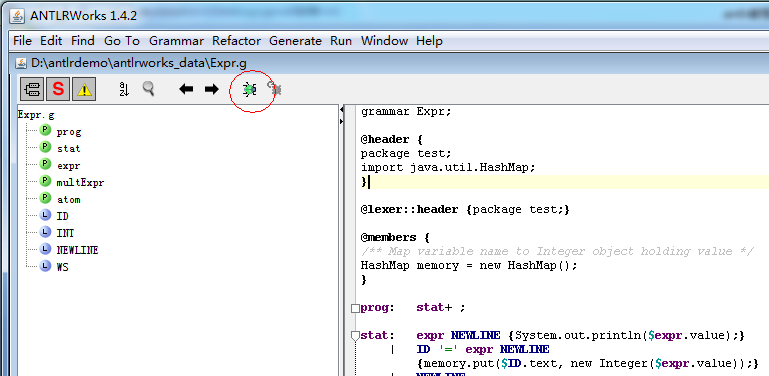 ANTLRWorks 1.4.2
File Edit Find Go To Grammar Refactor Generate Run Window Help
D:\antlrdemo\antlrworks_data\Expr.g
S
a
z
Expr.g
P prog
P stat
P expr
P multExpr
P atom
L ID
L INT
L NEWLINE
L WS
grammar Expr;
@header {
package test;
import java.util.HashMap;
}
@lexer::header {package test;}
@members {
/** Map variable name to Integer object holding value */
HashMap memory = new HashMap();
}
prog: stat+ ;
stat: expr NEWLINE {System.out.println($expr.value);}
| ID '=' expr NEWLINE
{memory.put($ID.text, new Integer($expr.value));}
| NEWLINE